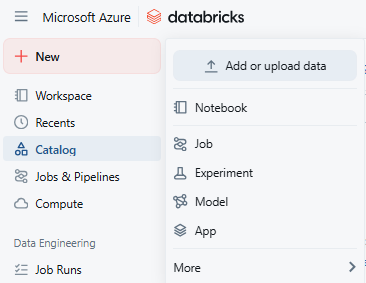 Microsoft Azure databricks
New
Add or upload data
Workspace
Notebook
Recents
Job
Catalog
Experiment
Jobs & Pipelines
Model
Compute
App
Data Engineering
More
Job Runs